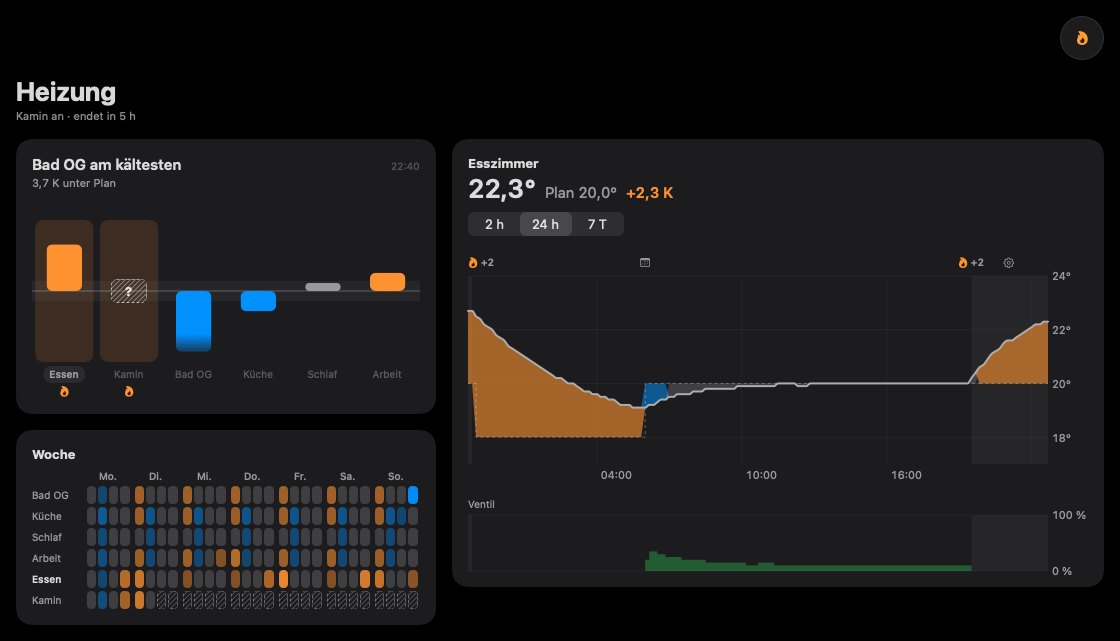 Heizung
Kamin an · endet in 5 h
Bad OG am kältesten
22:40
3,7 K unter Plan
?
Essen
Kamin
Bad OG
Küche
Schlaf
Arbeit
Woche
Mo. Di. Mi. Do. Fr. Sa. So.
Bad OG
Küche
Schlaf
Arbeit
Essen
Kamin
Esszimmer
22,3° Plan 20,0° +2,3 K
2 h 24 h 7 T
+2 +2
24°
22°
20°
18°
04:00 10:00 16:00
Ventil
100 %
0 %